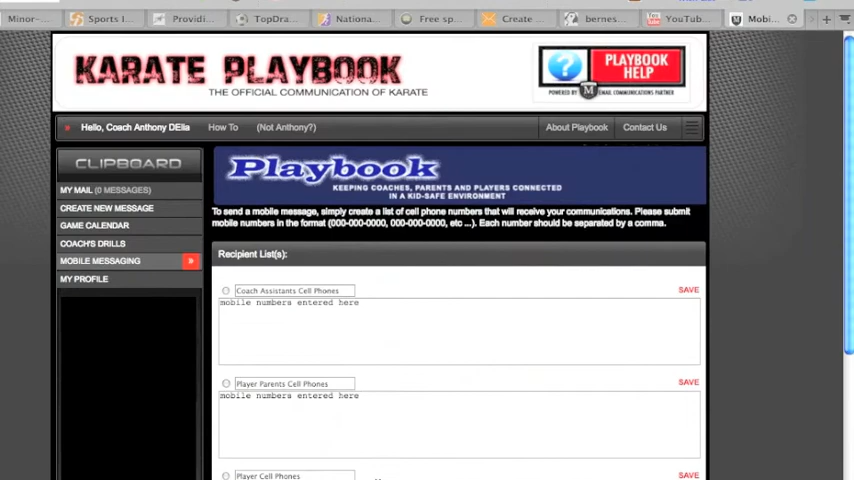 Minor-
Sports I...
Providi...
TopDra...
Nationa...
Free sp...
Create ...
bernes...
YouTub...
Mobi...
KARATE PLAYBOOK
THE OFFICIAL COMMUNICATION OF KARATE
?
PLAYBOOK
HELP
POWERED BY M EMAIL COMMUNICATIONS PARTNER
» Hello, Coach Anthony DElia How To (Not Anthony?) About Playbook Contact Us
CLIPBOARD
MY MAIL (0 MESSAGES)
CREATE NEW MESSAGE
GAME CALENDAR
COACH'S DRILLS
MOBILE MESSAGING »
MY PROFILE
Playbook
KEEPING COACHES, PARENTS AND PLAYERS CONNECTED
IN A KID-SAFE ENVIRONMENT
To send a mobile message, simply create a list of cell phone numbers that will receive your communications. Please submit
mobile numbers in the format (000-000-0000, 000-000-0000, etc ...). Each number should be separated by a comma.
Recipient List(s):
Coach Assistants Cell Phones SAVE
mobile numbers entered here
Player Parents Cell Phones SAVE
mobile numbers entered here
Player Cell Phones SAVE